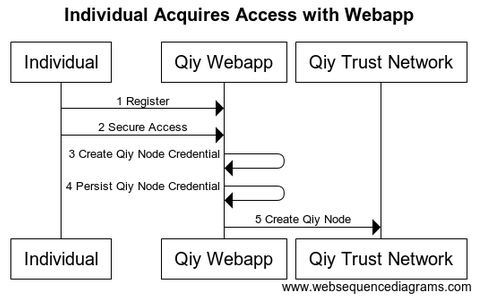 Individual Acquires Access with Webapp
Individual Qiy Webapp Qiy Trust Network
1 Register
2 Secure Access
3 Create Qiy Node Credential
4 Persist Qiy Node Credential
5 Create Qiy Node
Individual Qiy Webapp Qiy Trust Network
www.websequencediagrams.com